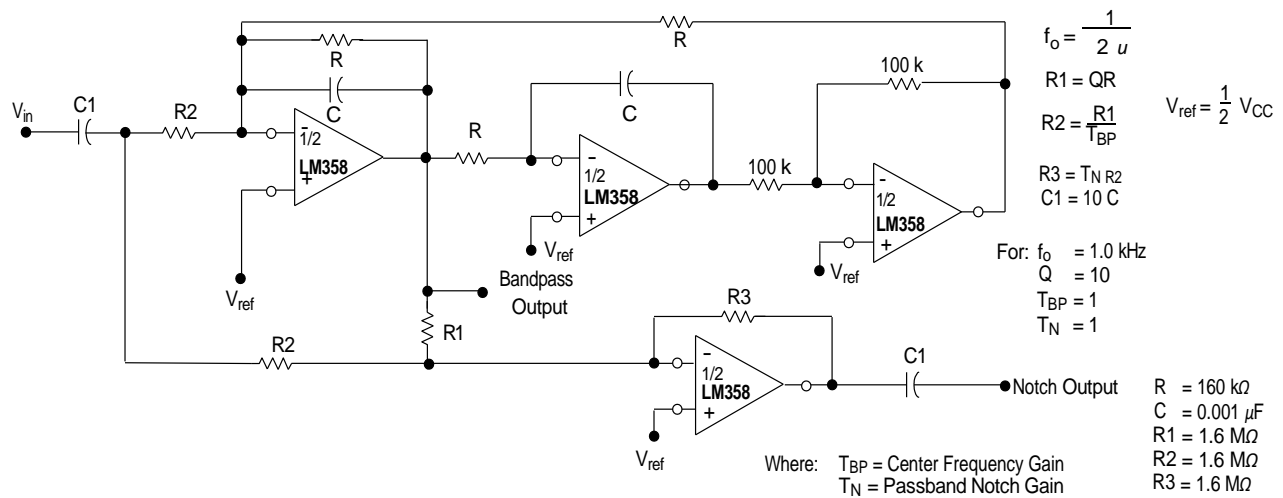 R
R
C
V_in
C1
R2
-
1/2
LM358
+
V_ref
R
C
-
1/2
LM358
+
V_ref
100 k
100 k
-
1/2
LM358
+
V_ref
Bandpass
Output
R1
R2
R3
-
1/2
LM358
+
V_ref
C1
Notch Output
f_o = 1 / 2 u
R1 = QR
R2 = R1 / T_BP
R3 = T_N R2
C1 = 10 C
V_ref = 1/2 V_CC
For: f_o = 1.0 kHz
Q = 10
T_BP = 1
T_N = 1
R = 160 kΩ
C = 0.001 μF
R1 = 1.6 MΩ
R2 = 1.6 MΩ
R3 = 1.6 MΩ
Where: T_BP = Center Frequency Gain
T_N = Passband Notch Gain